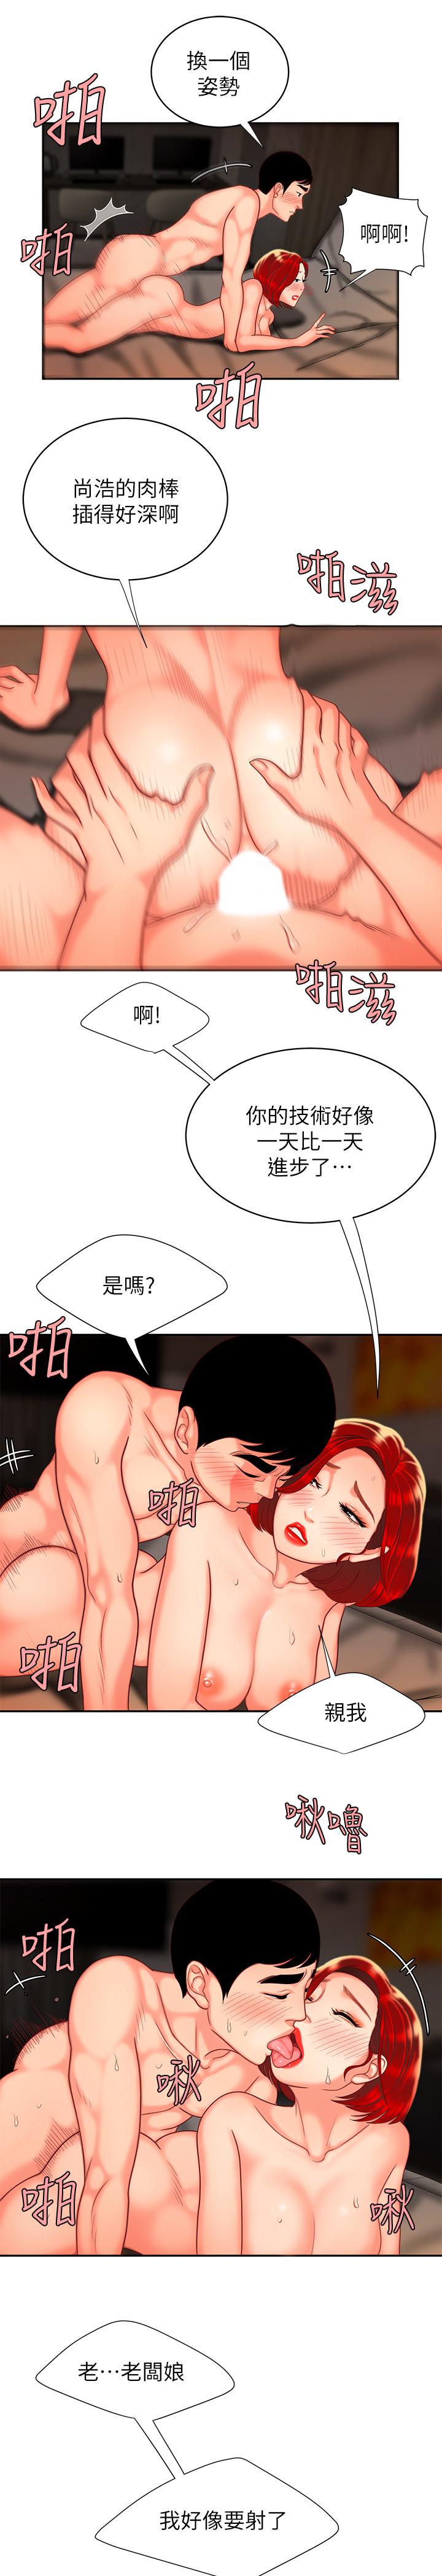 換一個
姿勢
啪
啊啊!
啪
啪
尚浩的肉棒
插得好深啊
啪滋
啪滋
啊!
你的技術好像
一天比一天
進步了⋯
是嗎?
啪
啪
啪
親我
啾嚕
啪
啾
啪
啾
老⋯老闆娘
我好像要射了